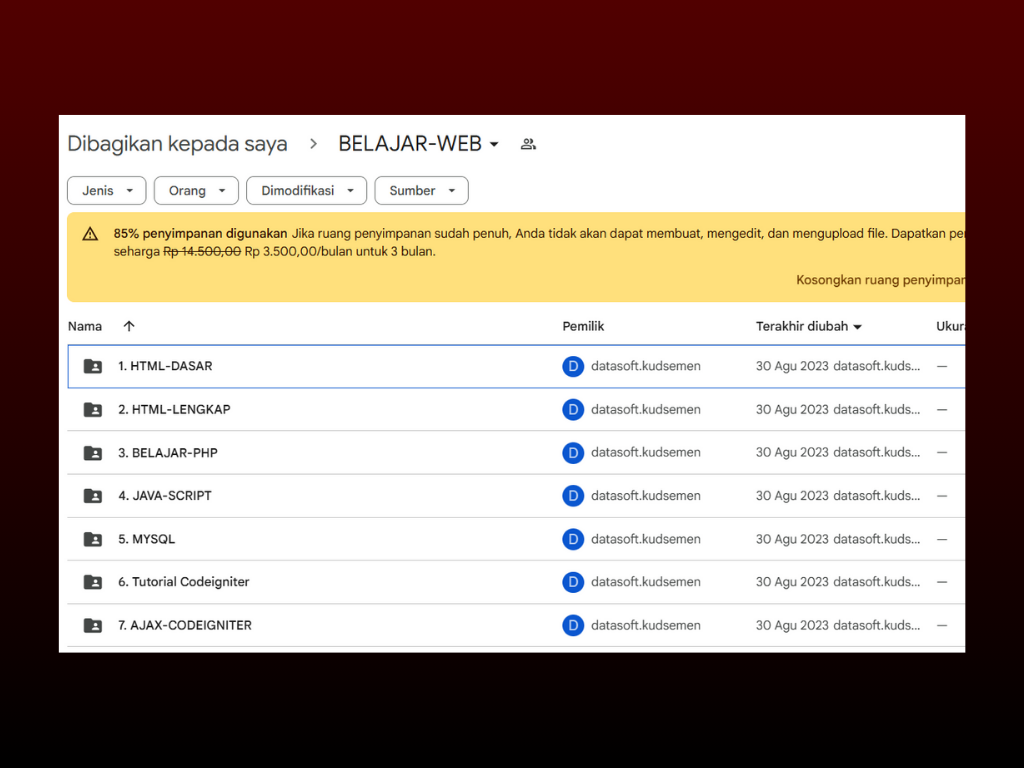 Dibagikan kepada saya > BELAJAR-WEB
Jenis Orang Dimodifikasi Sumber
85% penyimpanan digunakan Jika ruang penyimpanan sudah penuh, Anda tidak akan dapat membuat, mengedit, dan mengupload file. Dapatkan
seharga Rp 14.500,00 Rp 3.500,00/bulan untuk 3 bulan.
Kosongkan ruang
Nama Pemilik Terakhir diubah
1. HTML-DASAR D datasoft.kudsemen 30 Agu 2023 datasoft.kuds... —
2. HTML-LENGKAP D datasoft.kudsemen 30 Agu 2023 datasoft.kuds... —
3. BELAJAR-PHP D datasoft.kudsemen 30 Agu 2023 datasoft.kuds... —
4. JAVA-SCRIPT D datasoft.kudsemen 30 Agu 2023 datasoft.kuds... —
5. MYSQL D datasoft.kudsemen 30 Agu 2023 datasoft.kuds... —
6. Tutorial Codeigniter D datasoft.kudsemen 30 Agu 2023 datasoft.kuds... —
7. AJAX-CODEIGNITER D datasoft.kudsemen 30 Agu 2023 datasoft.kuds... —